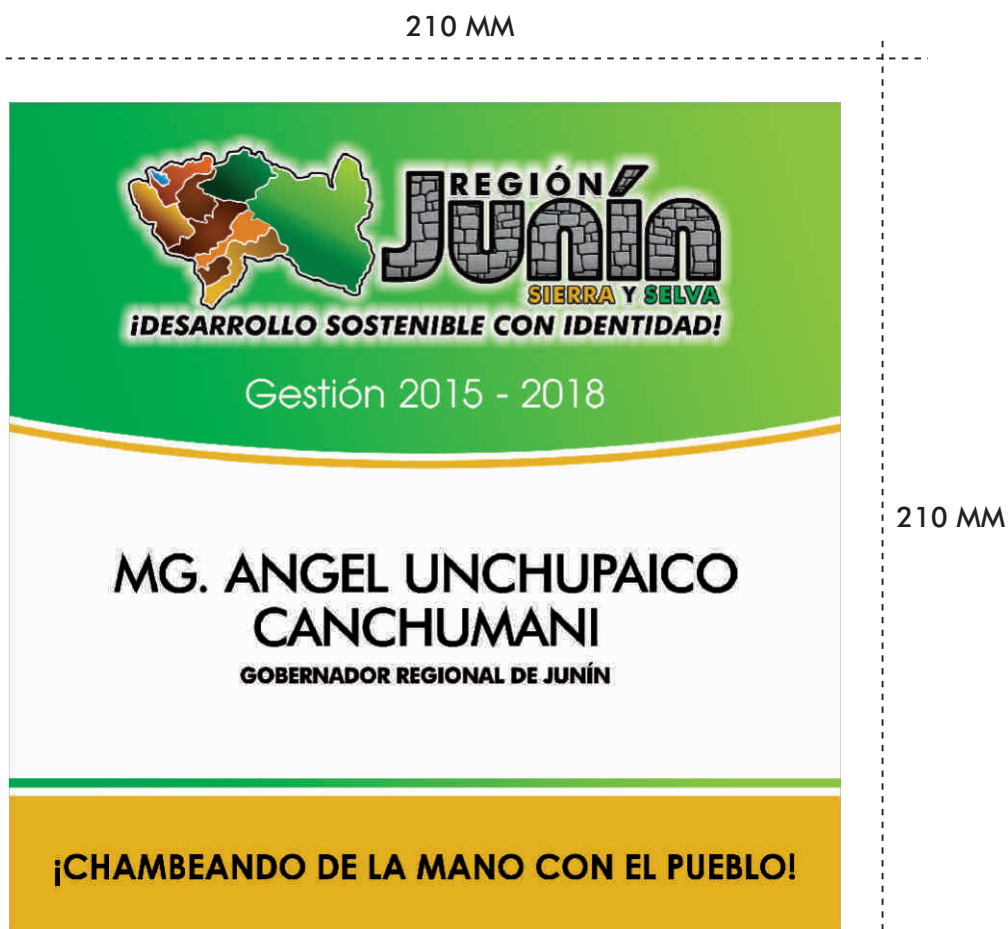 210 MM
REGIÓN
Junín
SIERRA Y SELVA
¡DESARROLLO SOSTENIBLE CON IDENTIDAD!
Gestión 2015 - 2018
210 MM
MG. ANGEL UNCHUPAICO
CANCHUMANI
GOBERNADOR REGIONAL DE JUNÍN
¡CHAMBEANDO DE LA MANO CON EL PUEBLO!